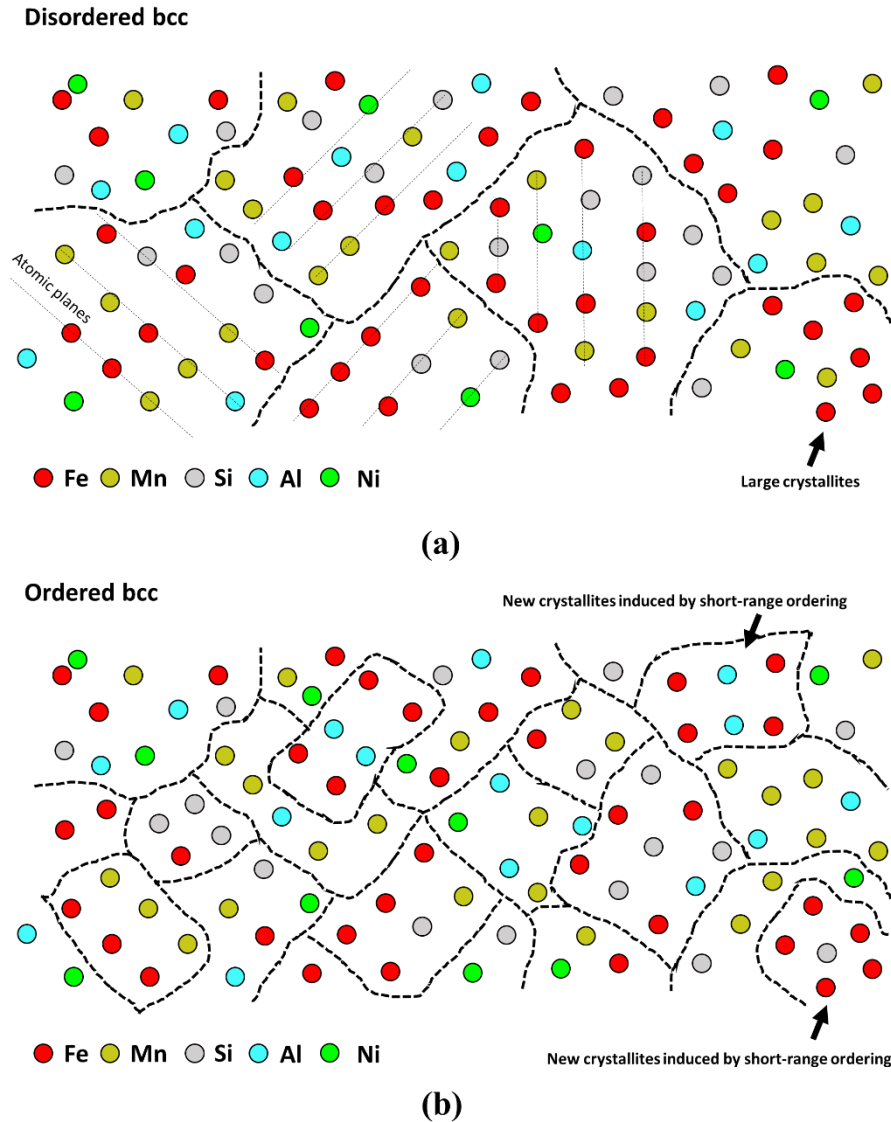 Disordered bcc
Atomic planes
Fe Mn Si Al Ni
Large crystallites
(a)
Ordered bcc
New crystallites induced by short-range ordering
Fe Mn Si Al Ni
New crystallites induced by short-range ordering
(b)